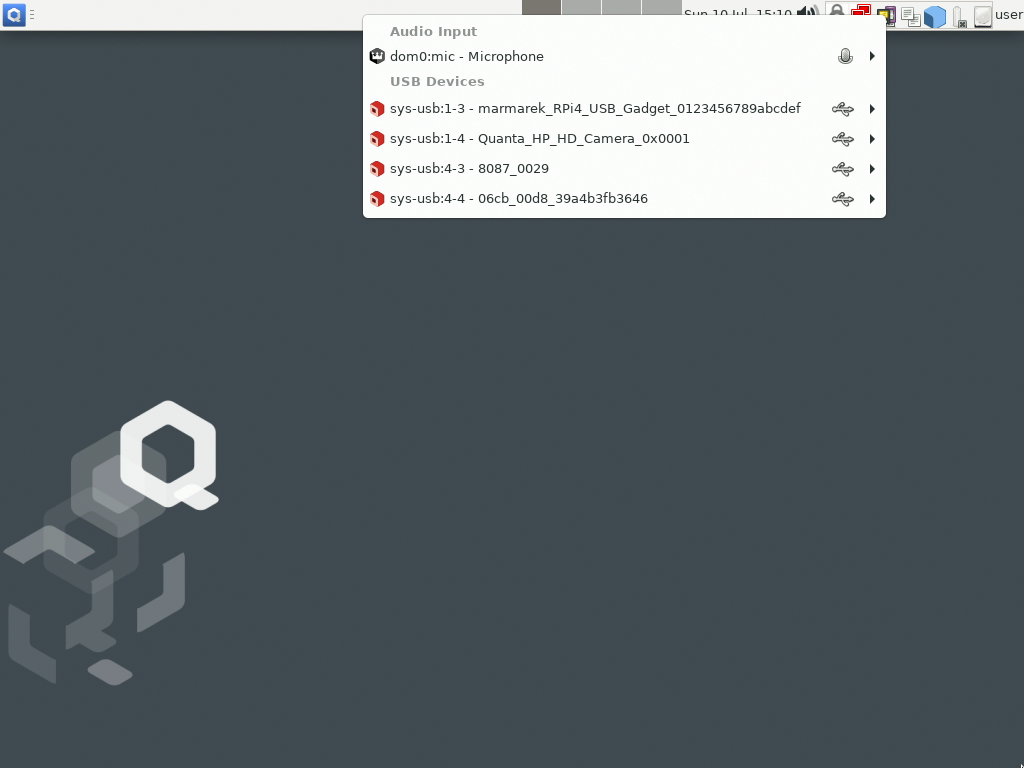 Sun 10 Jul, 15:10
user
Audio Input
dom0:mic - Microphone
USB Devices
sys-usb:1-3 - marmarek_RPi4_USB_Gadget_0123456789abcdef
sys-usb:1-4 - Quanta_HP_HD_Camera_0x0001
sys-usb:4-3 - 8087_0029
sys-usb:4-4 - 06cb_00d8_39a4b3fb3646